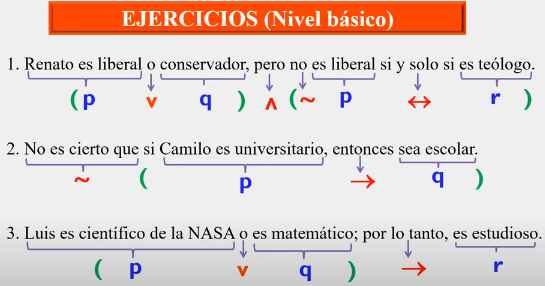 EJERCICIOS (Nivel básico)
1. Renato es liberal o conservador, pero no es liberal si y solo si es teólogo.
( p v q ) ∧ ( ~ p ↔ r )
2. No es cierto que si Camilo es universitario, entonces sea escolar.
~ ( p → q )
3. Luis es científico de la NASA o es matemático; por lo tanto, es estudioso.
( p v q ) → r